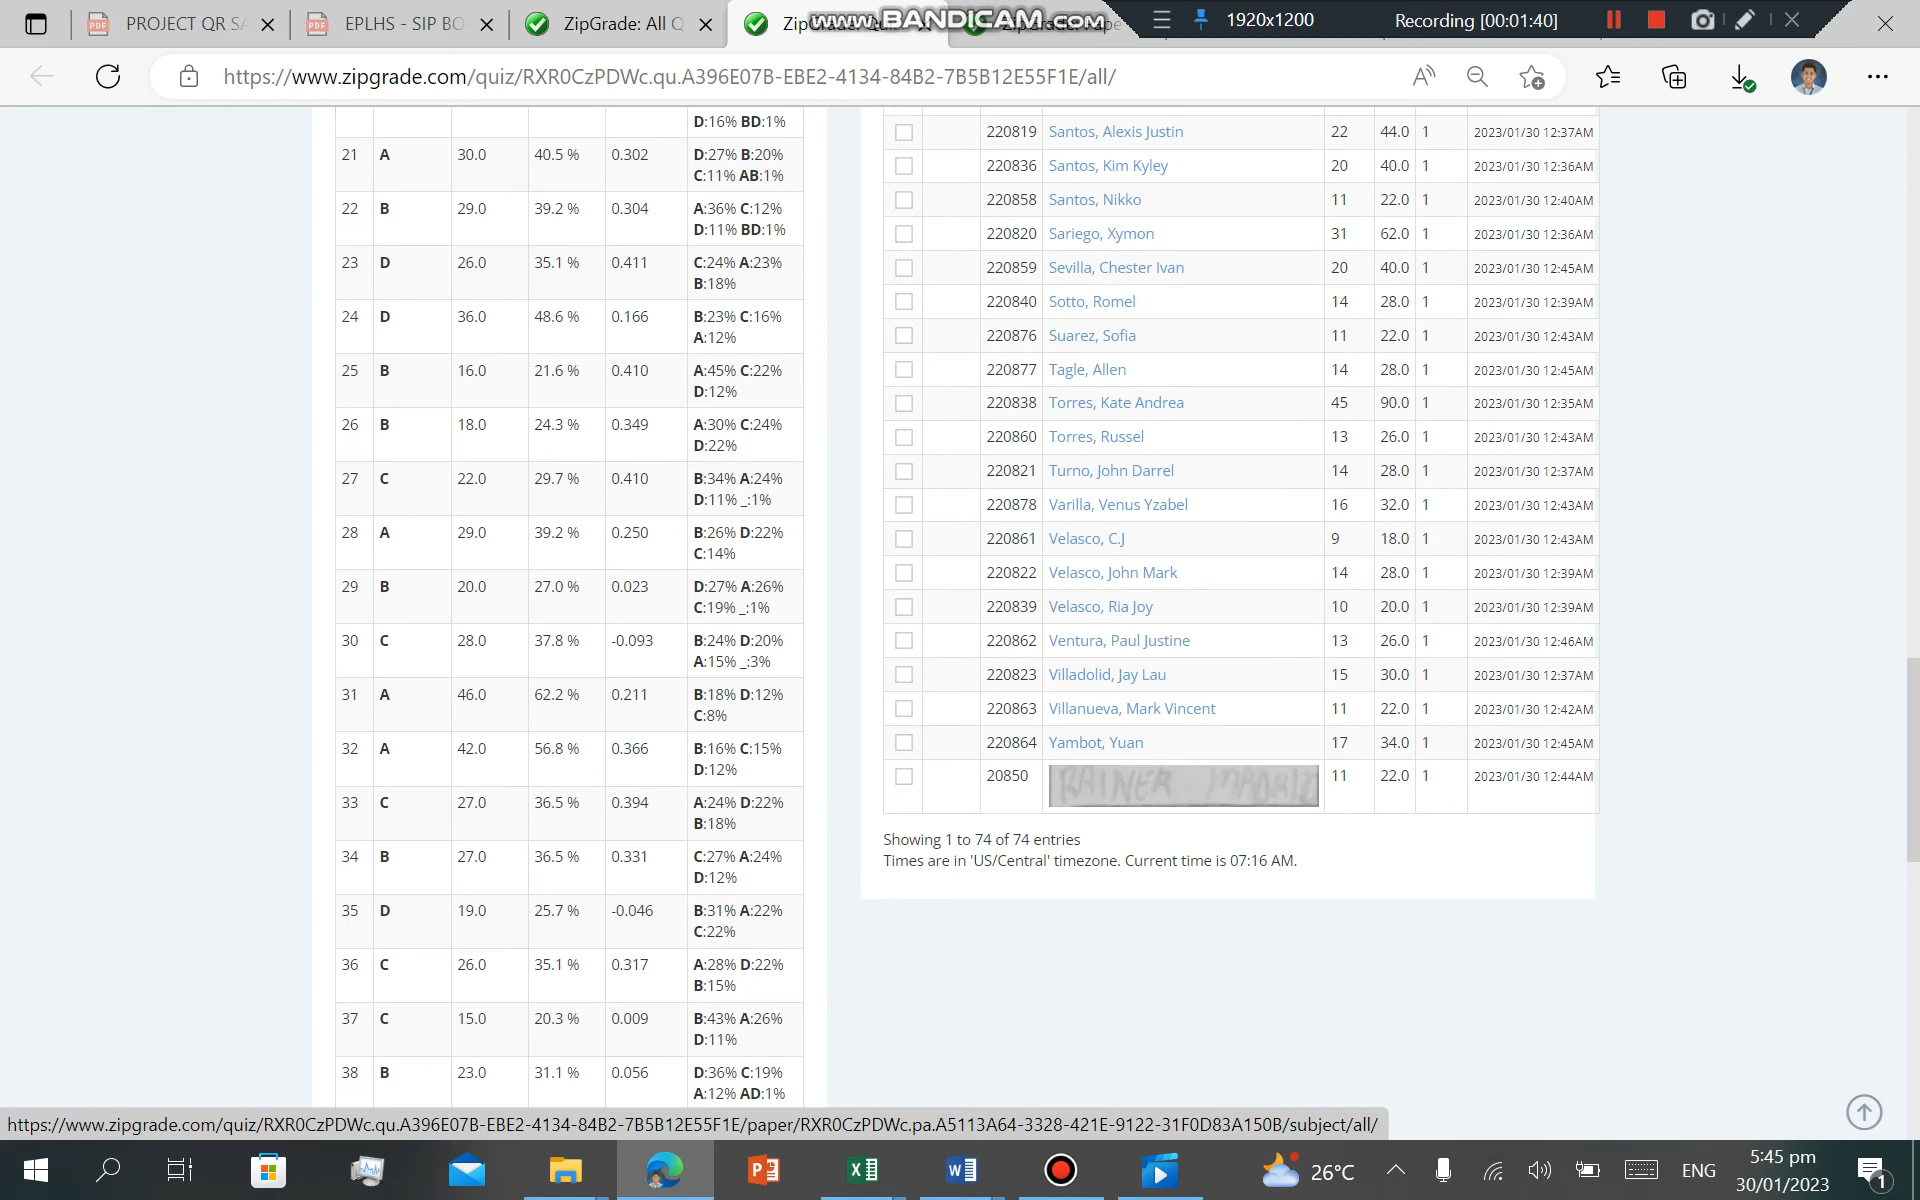 PROJECT QR SA
EPLHS - SIP BO
ZipGrade: All Q
ZipGrade: Quiz
ZipGrade: Pape
www.BANDICAM.com
1920x1200
Recording [00:01:40]
https://www.zipgrade.com/quiz/RXR0CzPDWc.qu.A396E07B-EBE2-4134-84B2-7B5B12E55F1E/all/
D:16% BD:1%
21 A 30.0 40.5 % 0.302 D:27% B:20%
C:11% AB:1%
22 B 29.0 39.2 % 0.304 A:36% C:12%
D:11% BD:1%
23 D 26.0 35.1 % 0.411 C:24% A:23%
B:18%
24 D 36.0 48.6 % 0.166 B:23% C:16%
A:12%
25 B 16.0 21.6 % 0.410 A:45% C:22%
D:12%
26 B 18.0 24.3 % 0.349 A:30% C:24%
D:22%
27 C 22.0 29.7 % 0.410 B:34% A:24%
D:11% _:1%
28 A 29.0 39.2 % 0.250 B:26% D:22%
C:14%
29 B 20.0 27.0 % 0.023 D:27% A:26%
C:19% _:1%
30 C 28.0 37.8 % -0.093 B:24% D:20%
A:15% _:3%
31 A 46.0 62.2 % 0.211 B:18% D:12%
C:8%
32 A 42.0 56.8 % 0.366 B:16% C:15%
D:12%
33 C 27.0 36.5 % 0.394 A:24% D:22%
B:18%
34 B 27.0 36.5 % 0.331 C:27% A:24%
D:12%
35 D 19.0 25.7 % -0.046 B:31% A:22%
C:22%
36 C 26.0 35.1 % 0.317 A:28% D:22%
B:15%
37 C 15.0 20.3 % 0.009 B:43% A:26%
D:11%
38 B 23.0 31.1 % 0.056 D:36% C:19%
A:12% AD:1%
220819 Santos, Alexis Justin 22 44.0 1 2023/01/30 12:37AM
220836 Santos, Kim Kyley 20 40.0 1 2023/01/30 12:36AM
220858 Santos, Nikko 11 22.0 1 2023/01/30 12:40AM
220820 Sariego, Xymon 31 62.0 1 2023/01/30 12:36AM
220859 Sevilla, Chester Ivan 20 40.0 1 2023/01/30 12:45AM
220840 Sotto, Romel 14 28.0 1 2023/01/30 12:39AM
220876 Suarez, Sofia 11 22.0 1 2023/01/30 12:43AM
220877 Tagle, Allen 14 28.0 1 2023/01/30 12:45AM
220838 Torres, Kate Andrea 45 90.0 1 2023/01/30 12:35AM
220860 Torres, Russel 13 26.0 1 2023/01/30 12:43AM
220821 Turno, John Darrel 14 28.0 1 2023/01/30 12:37AM
220878 Varilla, Venus Yzabel 16 32.0 1 2023/01/30 12:43AM
220861 Velasco, C.J 9 18.0 1 2023/01/30 12:43AM
220822 Velasco, John Mark 14 28.0 1 2023/01/30 12:39AM
220839 Velasco, Ria Joy 10 20.0 1 2023/01/30 12:39AM
220862 Ventura, Paul Justine 13 26.0 1 2023/01/30 12:46AM
220823 Villadolid, Jay Lau 15 30.0 1 2023/01/30 12:37AM
220863 Villanueva, Mark Vincent 11 22.0 1 2023/01/30 12:42AM
220864 Yambot, Yuan 17 34.0 1 2023/01/30 12:45AM
20850 RAINER 11 22.0 1 2023/01/30 12:44AM
Showing 1 to 74 of 74 entries
Times are in 'US/Central' timezone. Current time is 07:16 AM.
https://www.zipgrade.com/quiz/RXR0CzPDWc.qu.A396E07B-EBE2-4134-84B2-7B5B12E55F1E/paper/RXR0CzPDWc.pa.A5113A64-3328-421E-9122-31F0D83A150B/subject/all/
26°C
ENG
5:45 pm
30/01/2023
1